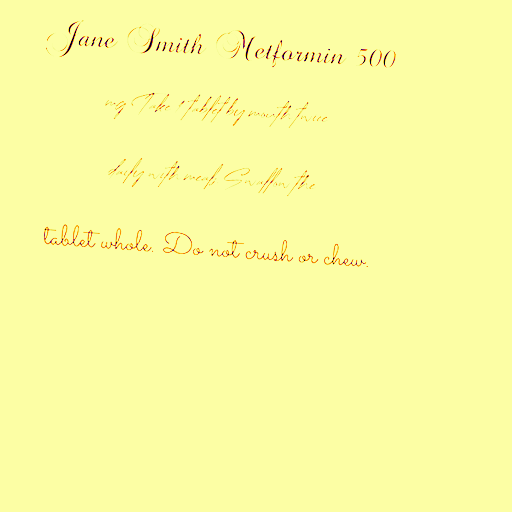 Jane Smith Metformin 500
mg Take 1 tablet by mouth twice
daily with meals Swallow the
tablet whole. Do not crush or chew.